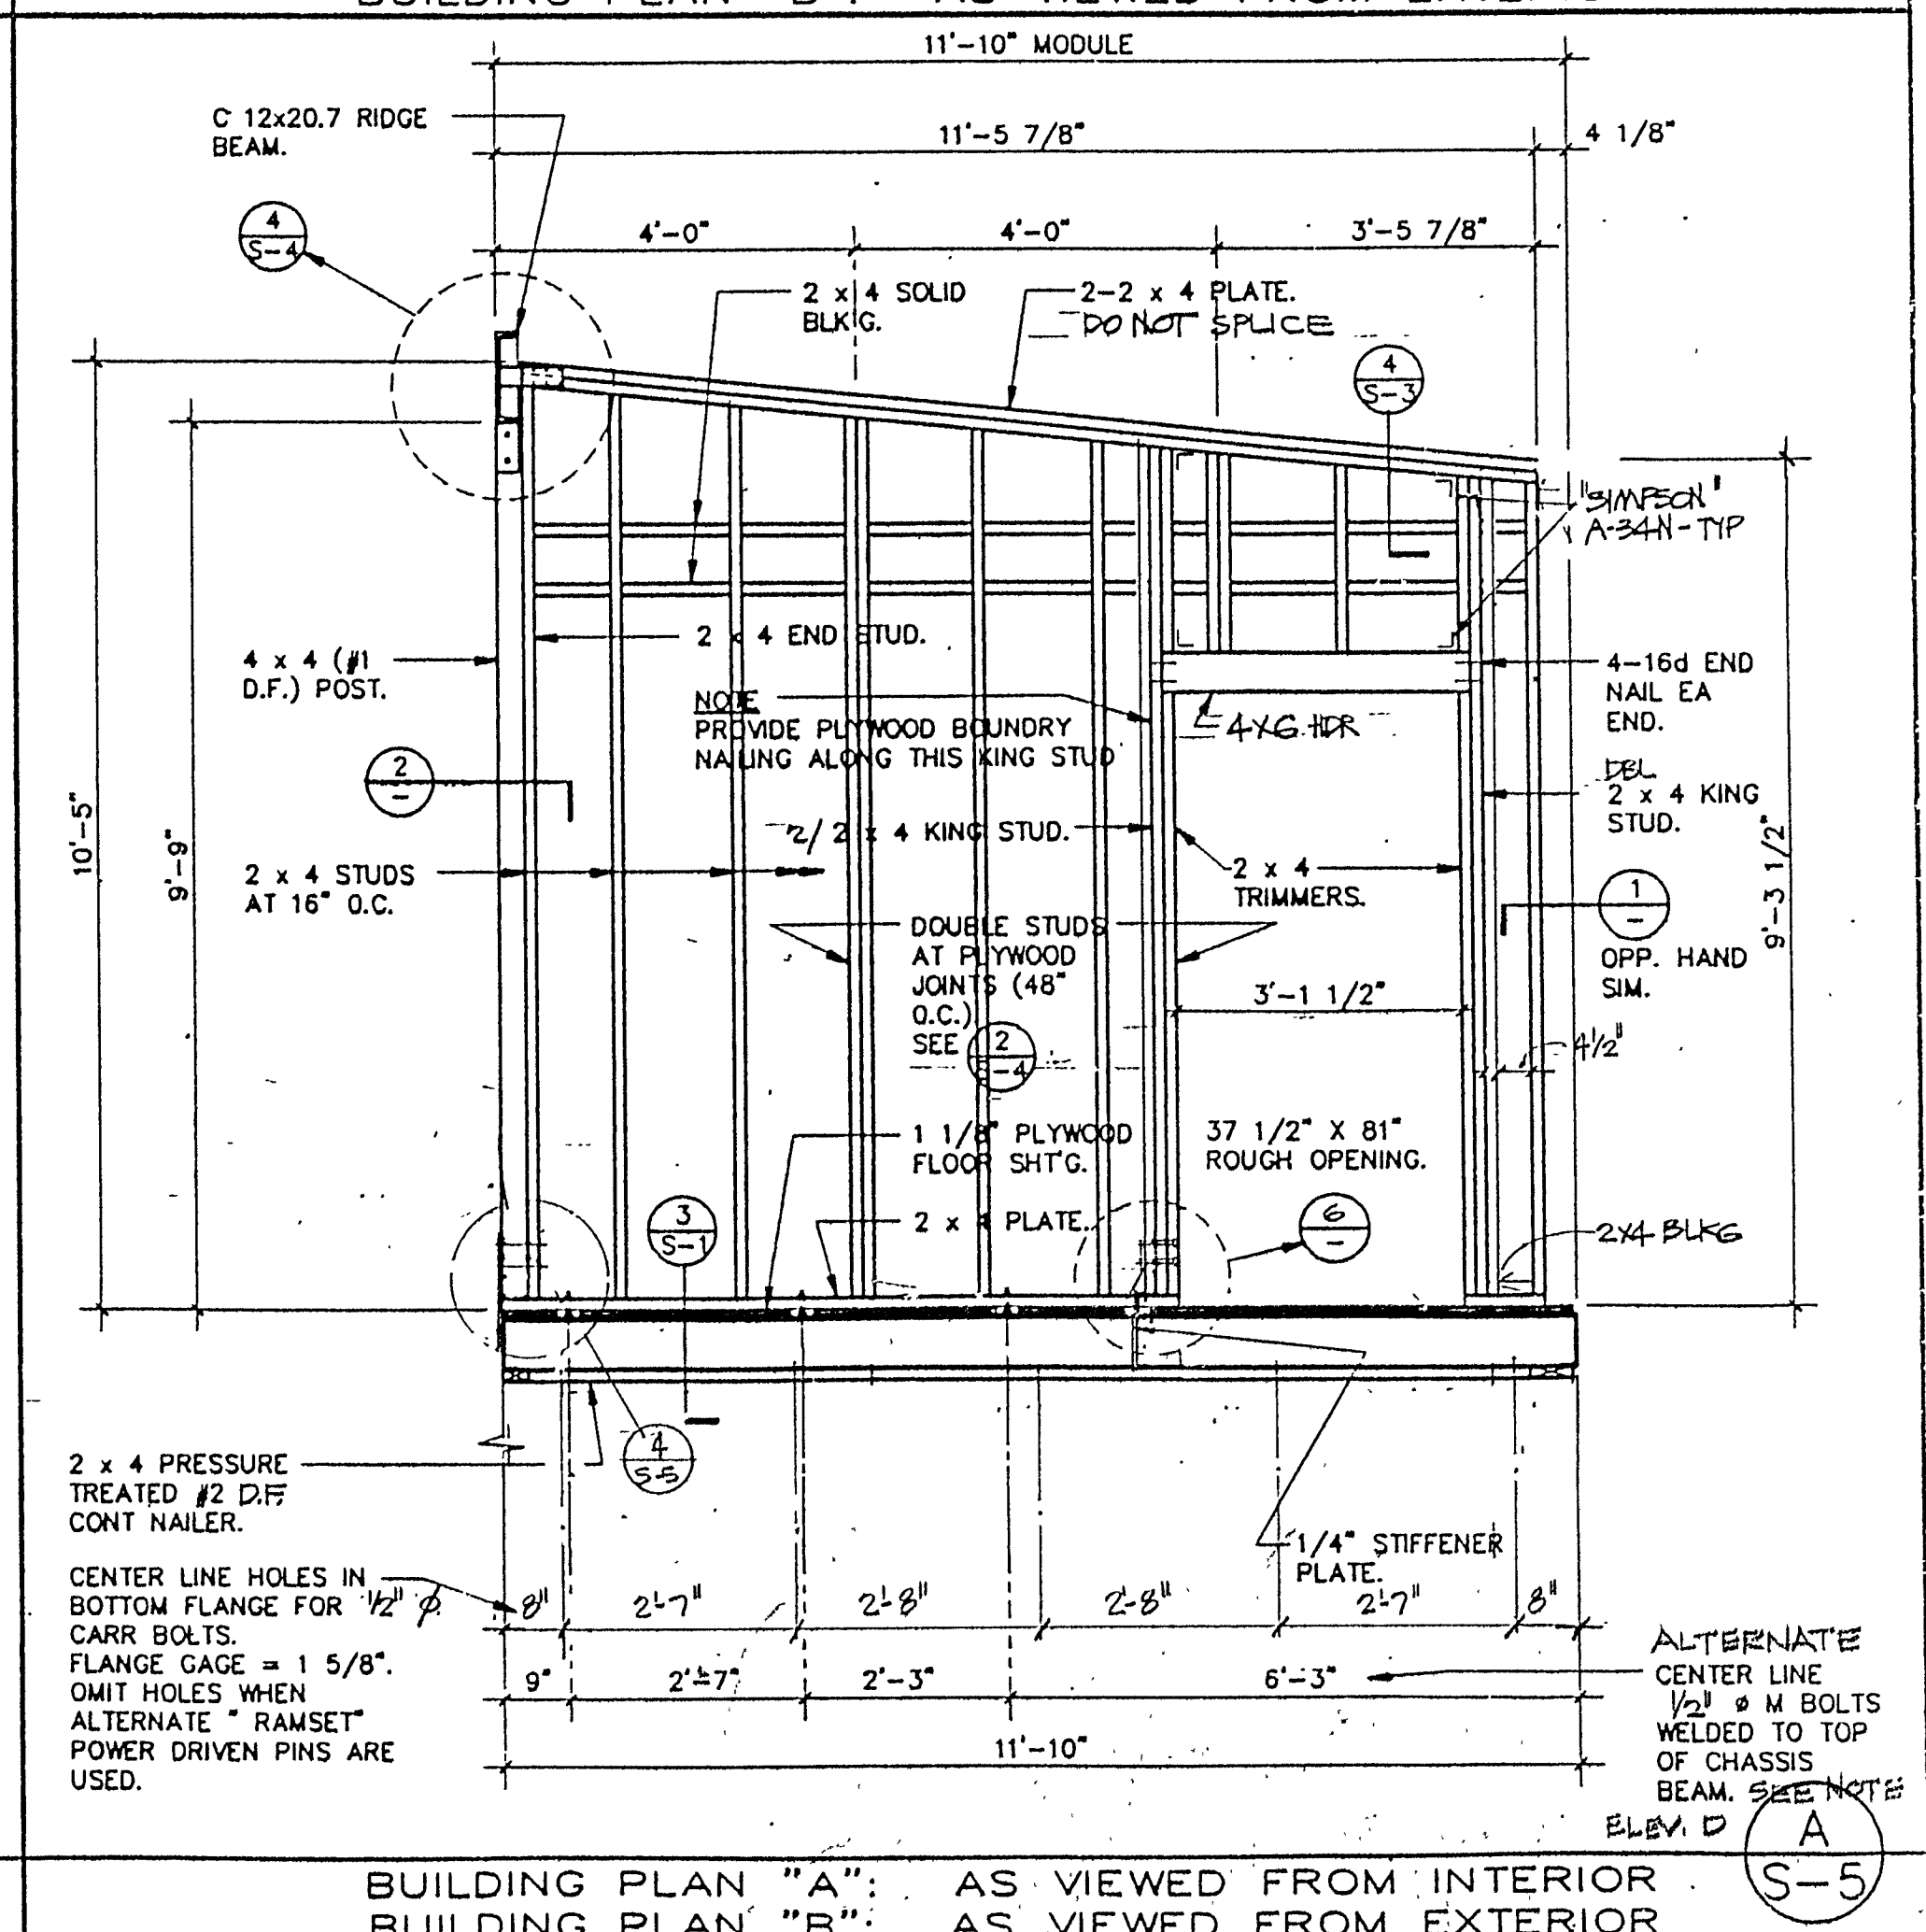 BUILDING PLAN "B": AS VIEWED FROM EXTERIOR
11'-10" MODULE
C 12x20.7 RIDGE
BEAM.
11'-5 7/8"
4 1/8"
4
S-4
4'-0"
4'-0"
3'-5 7/8"
2 x 4 SOLID
BLK'G.
2-2 x 4 PLATE.
DO NOT SPLICE
4
S-3
"SIMPSON"
A-34N-TYP
2 x 4 END STUD.
4 x 4 (#1
D.F.) POST.
4-16d END
NAIL EA
END.
NOTE
PROVIDE PLYWOOD BOUNDRY
NAILING ALONG THIS KING STUD
4X6 HDR
2
-
DBL
2 x 4 KING
STUD.
10'-5"
9'-9"
9'-3 1/2"
2/ 2 x 4 KING STUD.
2 x 4 STUDS
AT 16" O.C.
2 x 4
TRIMMERS.
1
-
OPP. HAND
SIM.
DOUBLE STUDS
AT PLYWOOD
JOINTS (48"
O.C.)
SEE
2
S-4
3'-1 1/2"
4 1/2"
1 1/8" PLYWOOD
FLOOR SHT'G.
37 1/2" X 81"
ROUGH OPENING.
3
S-1
2 x 4 PLATE.
6
-
2X4 BLKG
2 x 4 PRESSURE
TREATED #2 D.F.
CONT NAILER.
4
S-5
1/4" STIFFENER
PLATE.
CENTER LINE HOLES IN
BOTTOM FLANGE FOR 1/2" ø
CARR BOLTS.
FLANGE GAGE = 1 5/8".
OMIT HOLES WHEN
ALTERNATE " RAMSET"
POWER DRIVEN PINS ARE
USED.
8"
2'-7"
2'-8"
2'-8"
2'-7"
8"
9"
2'-7"
2'-3"
6'-3"
11'-10"
ALTERNATE
CENTER LINE
1/2" ø M BOLTS
WELDED TO TOP
OF CHASSIS
BEAM. SEE NOTE
ELEV. D
A
S-5
BUILDING PLAN "A": AS VIEWED FROM INTERIOR
BUILDING PLAN "B": AS VIEWED FROM EXTERIOR